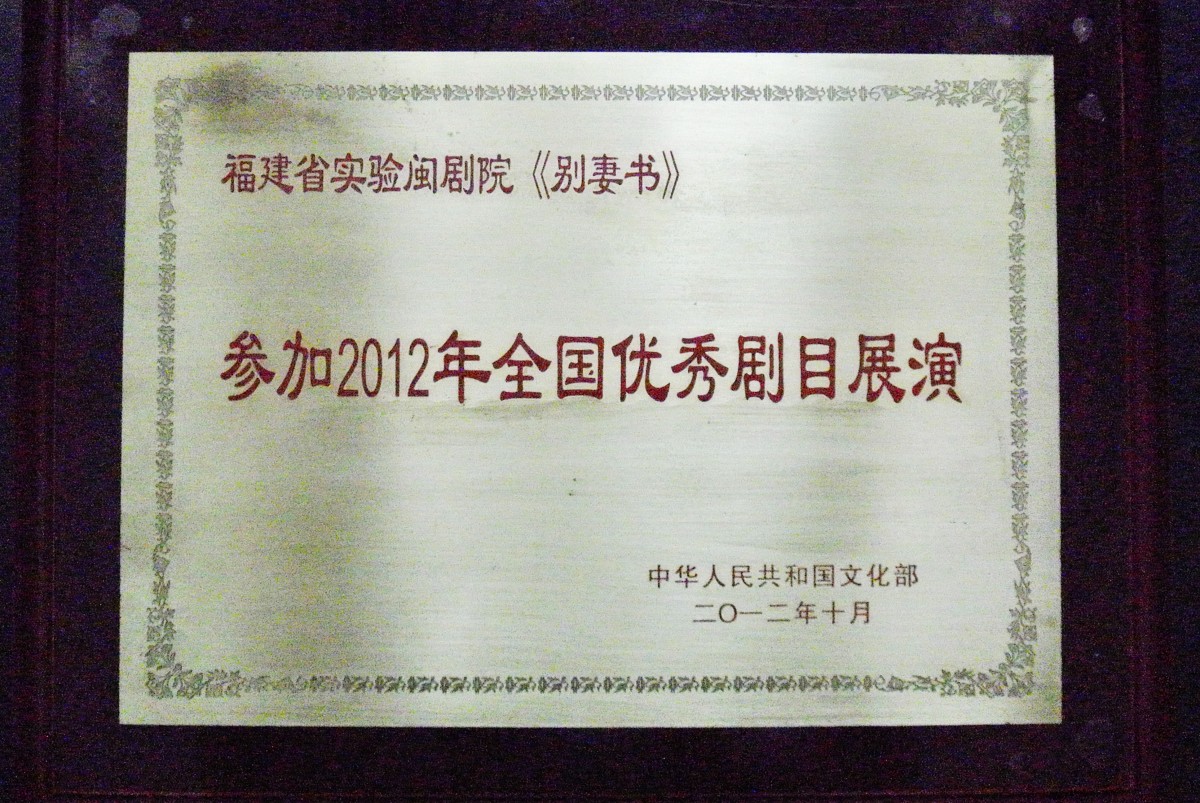 福建省实验闽剧院《别妻书》
参加2012年全国优秀剧目展演
中华人民共和国文化部
二〇一二年十月